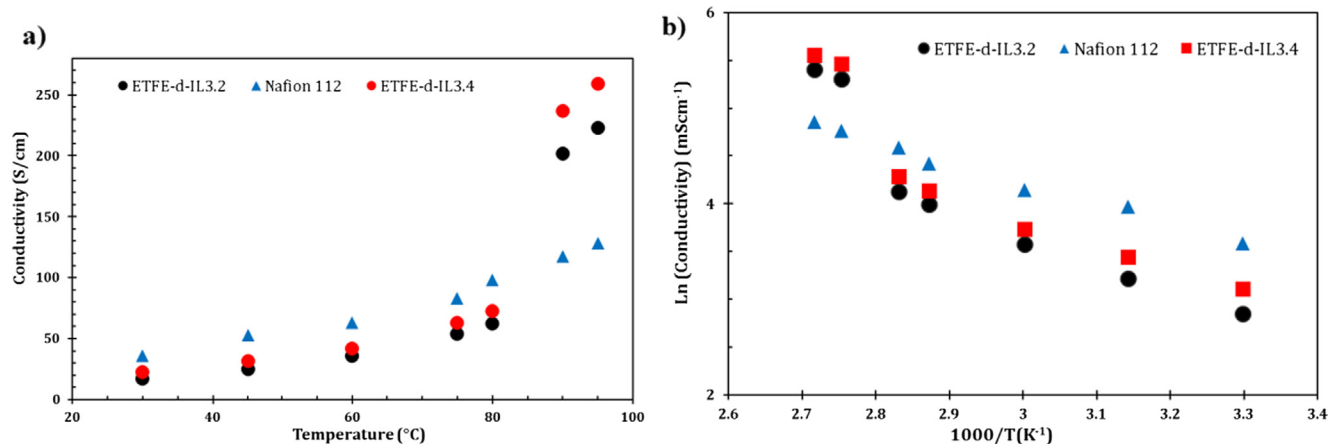 a)
ETFE-d-IL3.2 Nafion 112 ETFE-d-IL3.4
Conductivity (S/cm)
250
200
150
100
50
0
20 40 60 80 100
Temperature (°C)
b)
ETFE-d-IL3.2 Nafion 112 ETFE-d-IL3.4
Ln (Conductivity) (mScm⁻¹)
6
4
2
2.6 2.7 2.8 2.9 3 3.1 3.2 3.3 3.4
1000/T(K⁻¹)